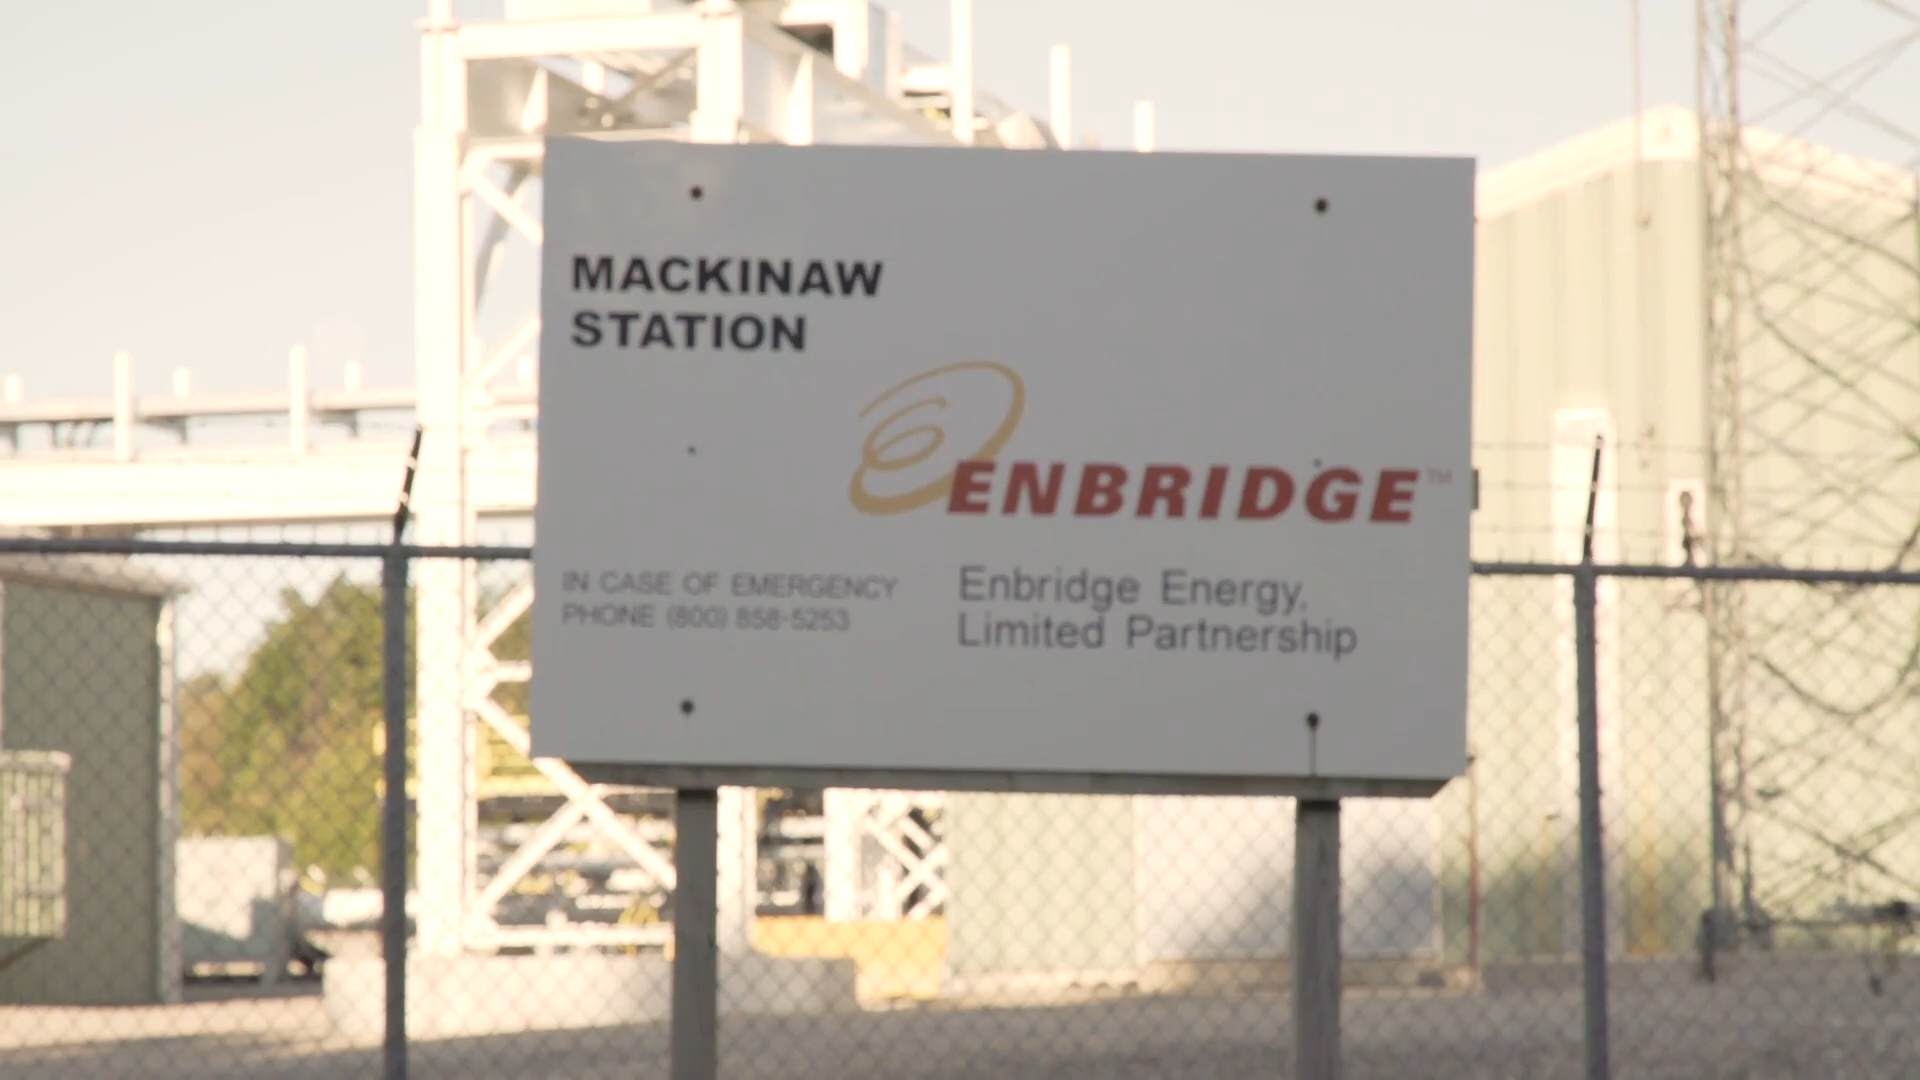 MACKINAW
STATION
ENBRIDGE™
IN CASE OF EMERGENCY
PHONE (800) 858-5253
Enbridge Energy,
Limited Partnership